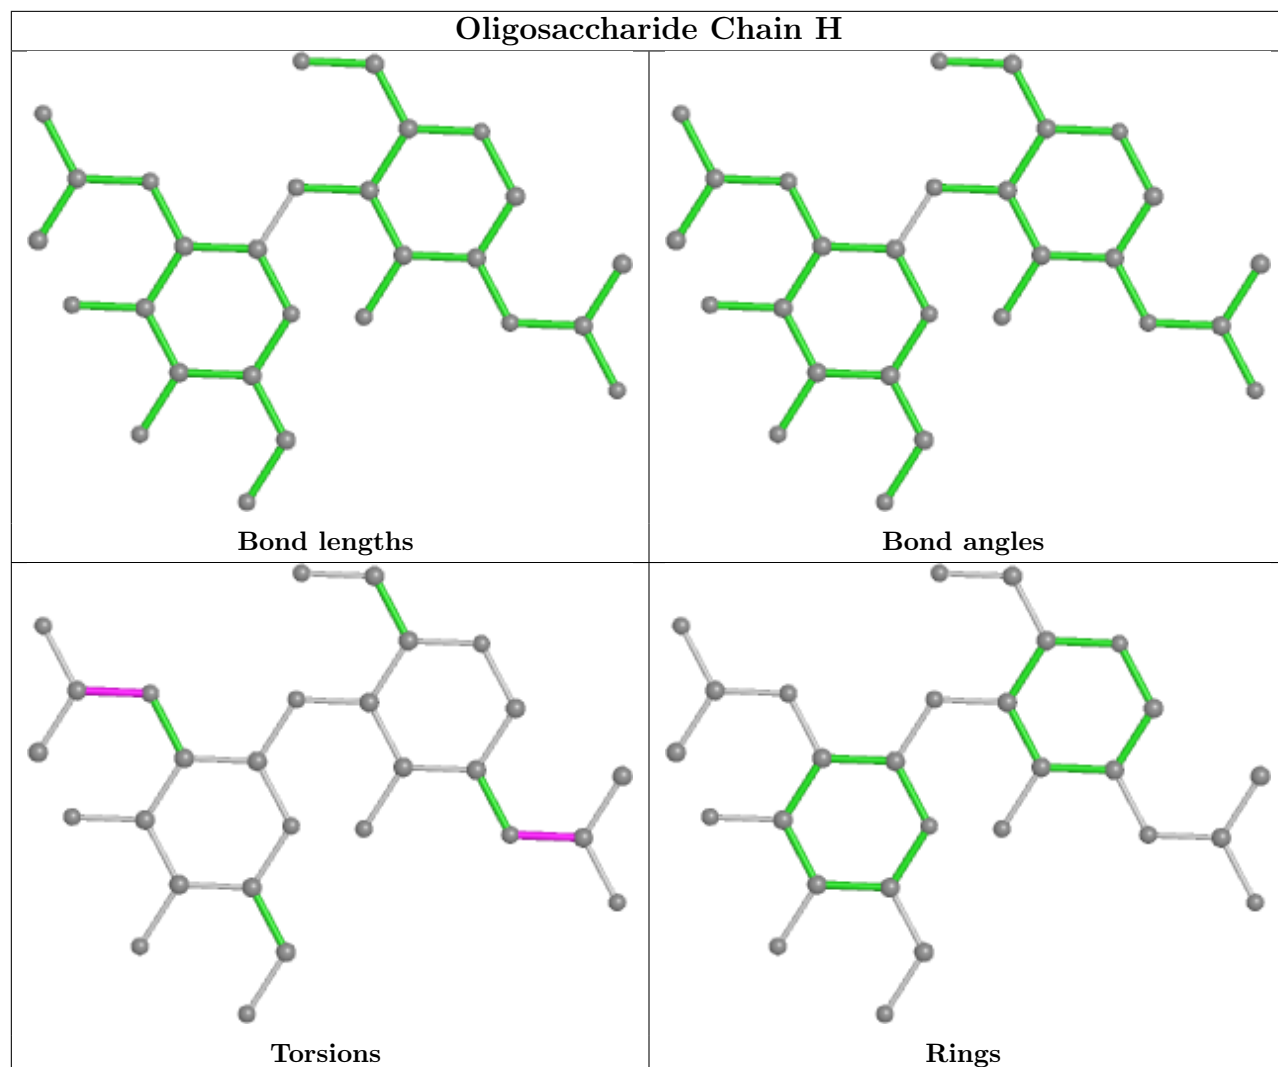 Oligosaccharide Chain H
Bond lengths
Bond angles
Torsions
Rings